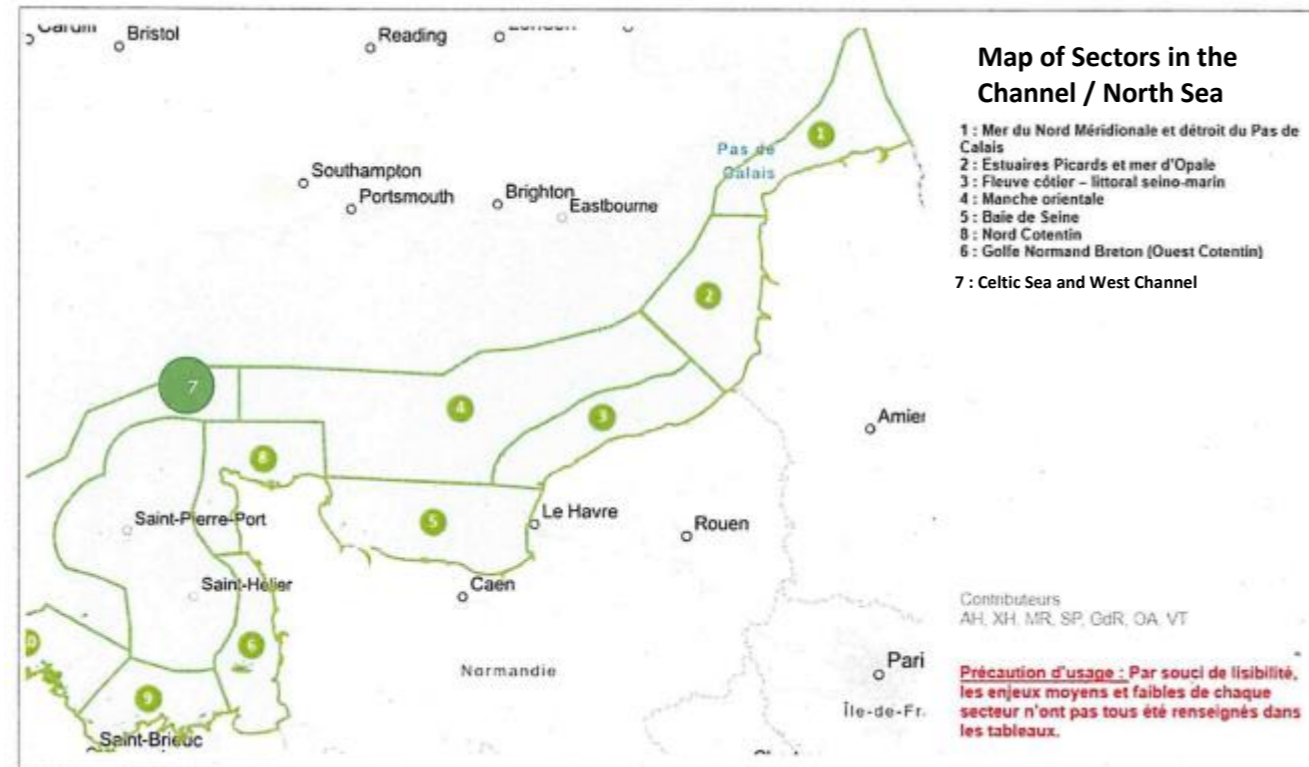 Bristol
Reading
Southampton
Portsmouth
Brighton
Eastbourne
Pas de
Calais
1
2
3
4
5
6
7
8
9
Saint-Pierre-Port
Saint-Hélier
Saint-Brieuc
Le Havre
Rouen
Caen
Normandie
Map of Sectors in the
Channel / North Sea
1 : Mer du Nord Méridionale et détroit du Pas de
Calais
2 : Estuaires Picards et mer d'Opale
3 : Fleuve côtier – littoral seino-marin
4 : Manche orientale
5 : Baie de Seine
8 : Nord Cotentin
6 : Golfe Normand Breton (Ouest Cotentin)
7 : Celtic Sea and West Channel
Amier
Pari
Île-de-Fr.
Contributeurs
AH, XH, MR, SP, GdR, OA, VT
Précaution d'usage : Par souci de lisibilité,
les enjeux moyens et faibles de chaque
secteur n'ont pas tous été renseignés dans
les tableaux.